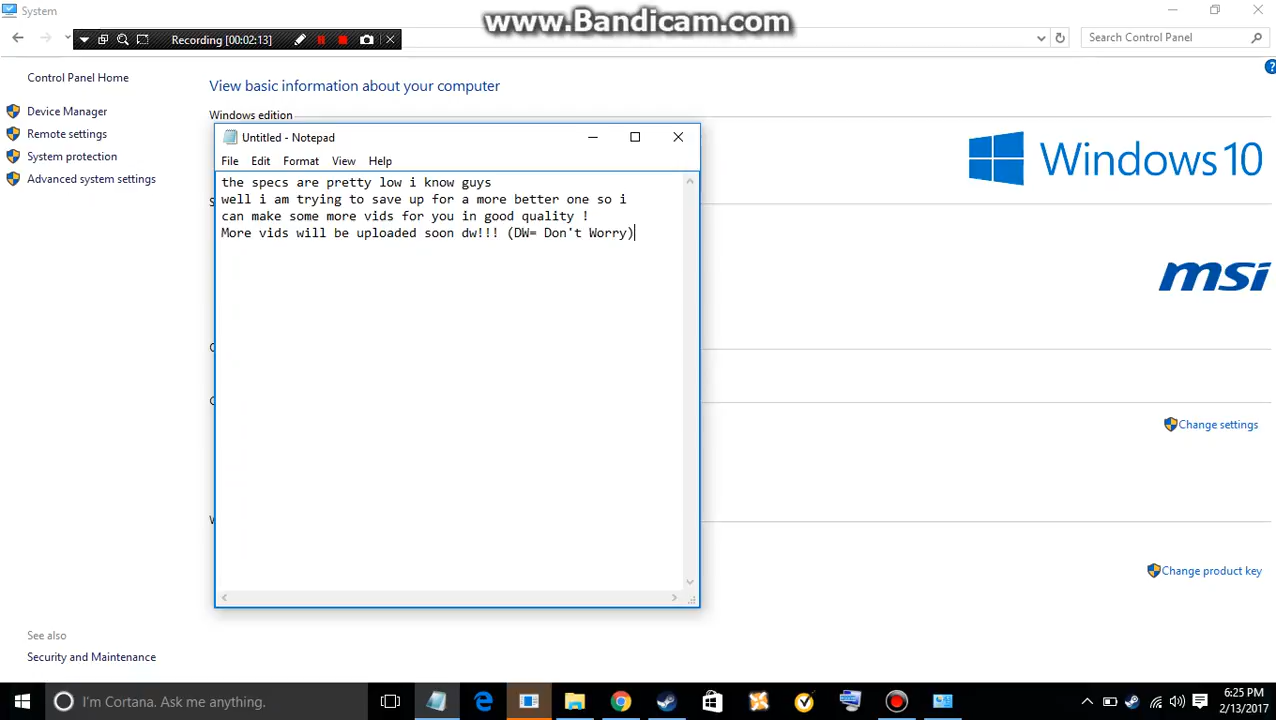 www.Bandicam.com
System
Recording [00:02:13]
Search Control Panel
Control Panel Home
Device Manager
Remote settings
System protection
Advanced system settings
View basic information about your computer
Windows edition
Untitled - Notepad
File Edit Format View Help
the specs are pretty low i know guys
well i am trying to save up for a more better one so i
can make some more vids for you in good quality !
More vids will be uploaded soon dw!!! (DW= Don't Worry)
Windows 10
msi
Change settings
Change product key
See also
Security and Maintenance
I'm Cortana. Ask me anything.
6:25 PM
2/13/2017